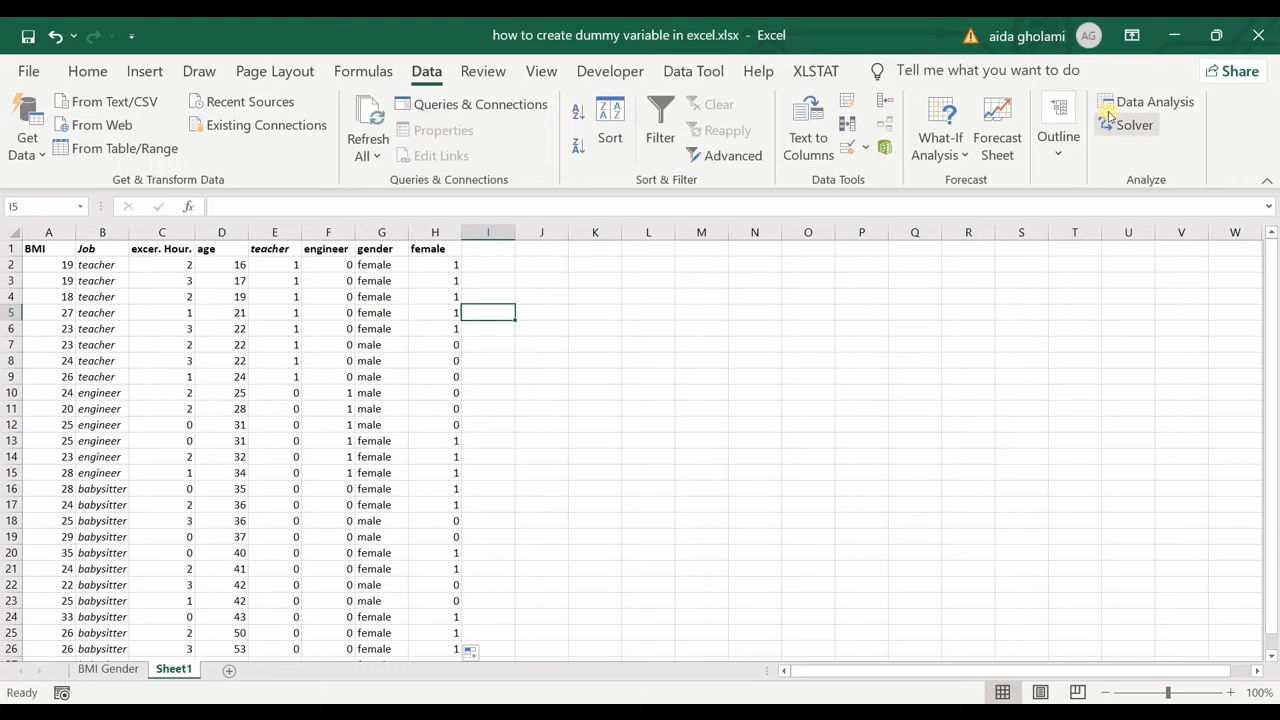 how to create dummy variable in excel.xlsx - Excel
aida gholami AG
File Home Insert Draw Page Layout Formulas Data Review View Developer Data Tool Help XLSTAT Tell me what you want to do Share
Get Data
From Text/CSV
From Web
From Table/Range
Recent Sources
Existing Connections
Get & Transform Data
Refresh All
Queries & Connections
Properties
Edit Links
Queries & Connections
Sort
Filter
Clear
Reapply
Advanced
Sort & Filter
Text to Columns
Data Tools
What-If Analysis
Forecast Sheet
Forecast
Outline
Data Analysis
Solver
Analyze
I5 fx
A B C D E F G H I J K L M N O P Q R S T U V W
1 BMI Job excer. Hour. age teacher engineer gender female
2 19 teacher 2 16 1 0 female 1
3 19 teacher 3 17 1 0 female 1
4 18 teacher 2 19 1 0 female 1
5 27 teacher 1 21 1 0 female 1
6 23 teacher 3 22 1 0 female 1
7 23 teacher 2 22 1 0 male 0
8 24 teacher 3 22 1 0 male 0
9 26 teacher 1 24 1 0 male 0
10 24 engineer 2 25 0 1 male 0
11 20 engineer 2 28 0 1 male 0
12 25 engineer 0 31 0 1 male 0
13 25 engineer 0 31 0 1 female 1
14 23 engineer 2 32 0 1 female 1
15 28 engineer 1 34 0 1 female 1
16 28 babysitter 0 35 0 0 female 1
17 24 babysitter 2 36 0 0 female 1
18 25 babysitter 3 36 0 0 male 0
19 29 babysitter 0 37 0 0 male 0
20 35 babysitter 0 40 0 0 female 1
21 24 babysitter 2 41 0 0 female 1
22 22 babysitter 3 42 0 0 male 0
23 25 babysitter 1 42 0 0 male 0
24 33 babysitter 0 43 0 0 female 1
25 26 babysitter 2 50 0 0 female 1
26 26 babysitter 3 53 0 0 female 1
BMI Gender Sheet1
Ready 100%